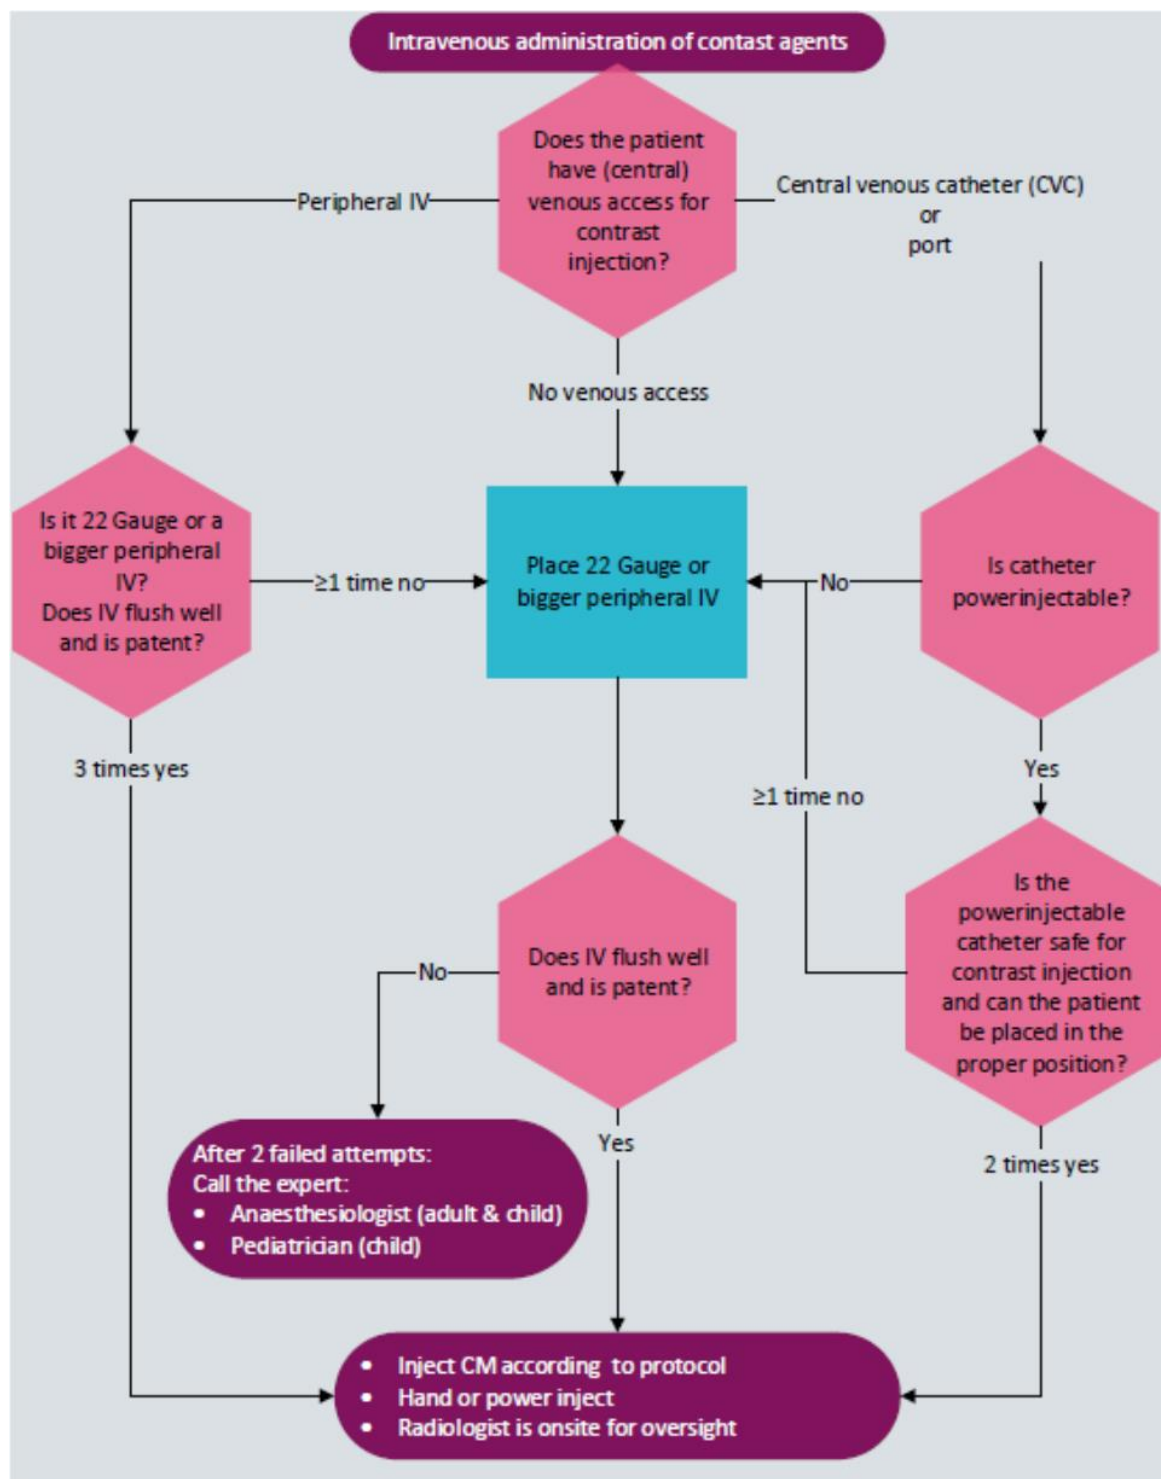 Intravenous administration of contast agents
Does the patient
have (central)
venous access for
contrast
injection?
Peripheral IV
Central venous catheter (CVC)
or
port
No venous access
Is it 22 Gauge or a
bigger peripheral
IV?
Does IV flush well
and is patent?
≥1 time no
Place 22 Gauge or
bigger peripheral IV
No
Is catheter
powerinjectable?
3 times yes
≥1 time no
Yes
Is the
powerinjectable
catheter safe for
contrast injection
and can the patient
be placed in the
proper position?
No
Does IV flush well
and is patent?
After 2 failed attempts:
Call the expert:
• Anaesthesiologist (adult & child)
• Pediatrician (child)
Yes
2 times yes
• Inject CM according to protocol
• Hand or power inject
• Radiologist is onsite for oversight